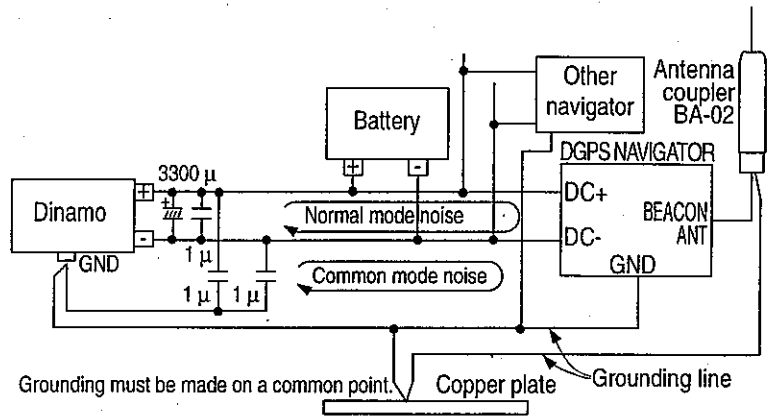 Other
navigator
Antenna
coupler
BA-02
Battery
+
-
3300 μ
DGPS NAVIGATOR
Dinamo
+
-
+
DC+
Normal mode noise
BEACON
ANT
DC-
GND
1 μ
GND
Common mode noise
1 μ
1 μ
Grounding must be made on a common point.
Copper plate
Grounding line